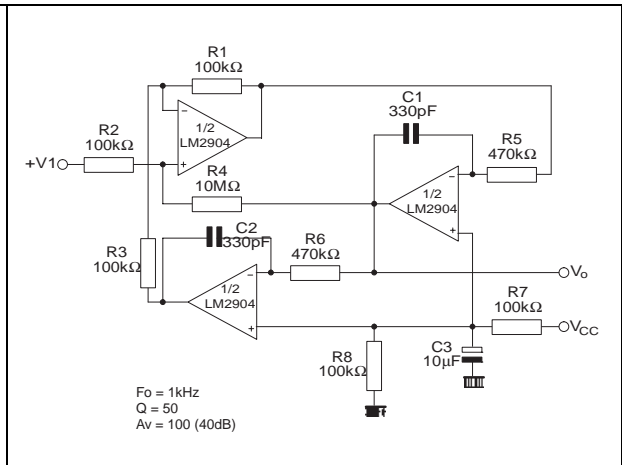 R1
100kΩ
C1
330pF
R2
100kΩ
1/2
LM2904
R5
470kΩ
+V1
R4
10MΩ
1/2
LM2904
C2
330pF
R3
100kΩ
R6
470kΩ
Vo
1/2
LM2904
R7
100kΩ
VCC
R8
100kΩ
C3
10µF
Fo = 1kHz
Q = 50
Av = 100 (40dB)